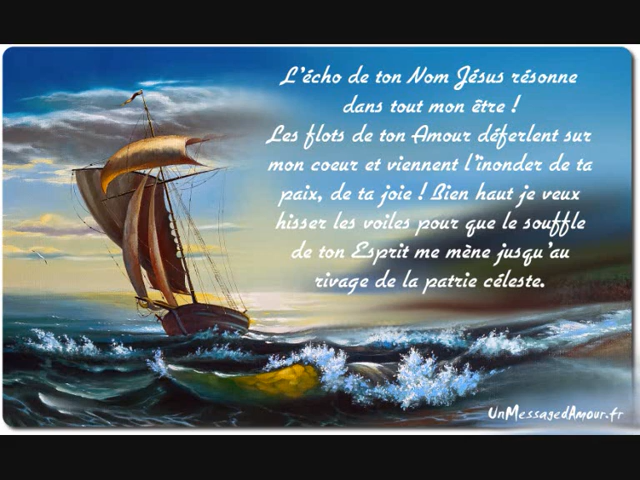 L'écho de ton Nom Jésus résonne
dans tout mon être !
Les flots de ton Amour déferlent sur
mon coeur et viennent l'inonder de ta
paix, de ta joie ! Bien haut je veux
hisser les voiles pour que le souffle
de ton Esprit me mène jusqu'au
rivage de la patrie céleste.
UnMessagedAmour.fr